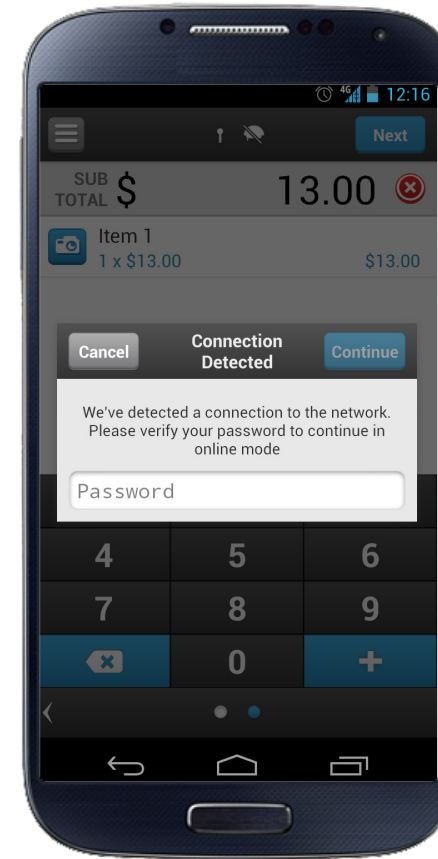 4G 12:16
Next
SUB
TOTAL $ 13.00
Item 1
1 x $13.00 $13.00
Cancel Connection Detected Continue
We've detected a connection to the network.
Please verify your password to continue in
online mode
Password
4 5 6
7 8 9
0 +